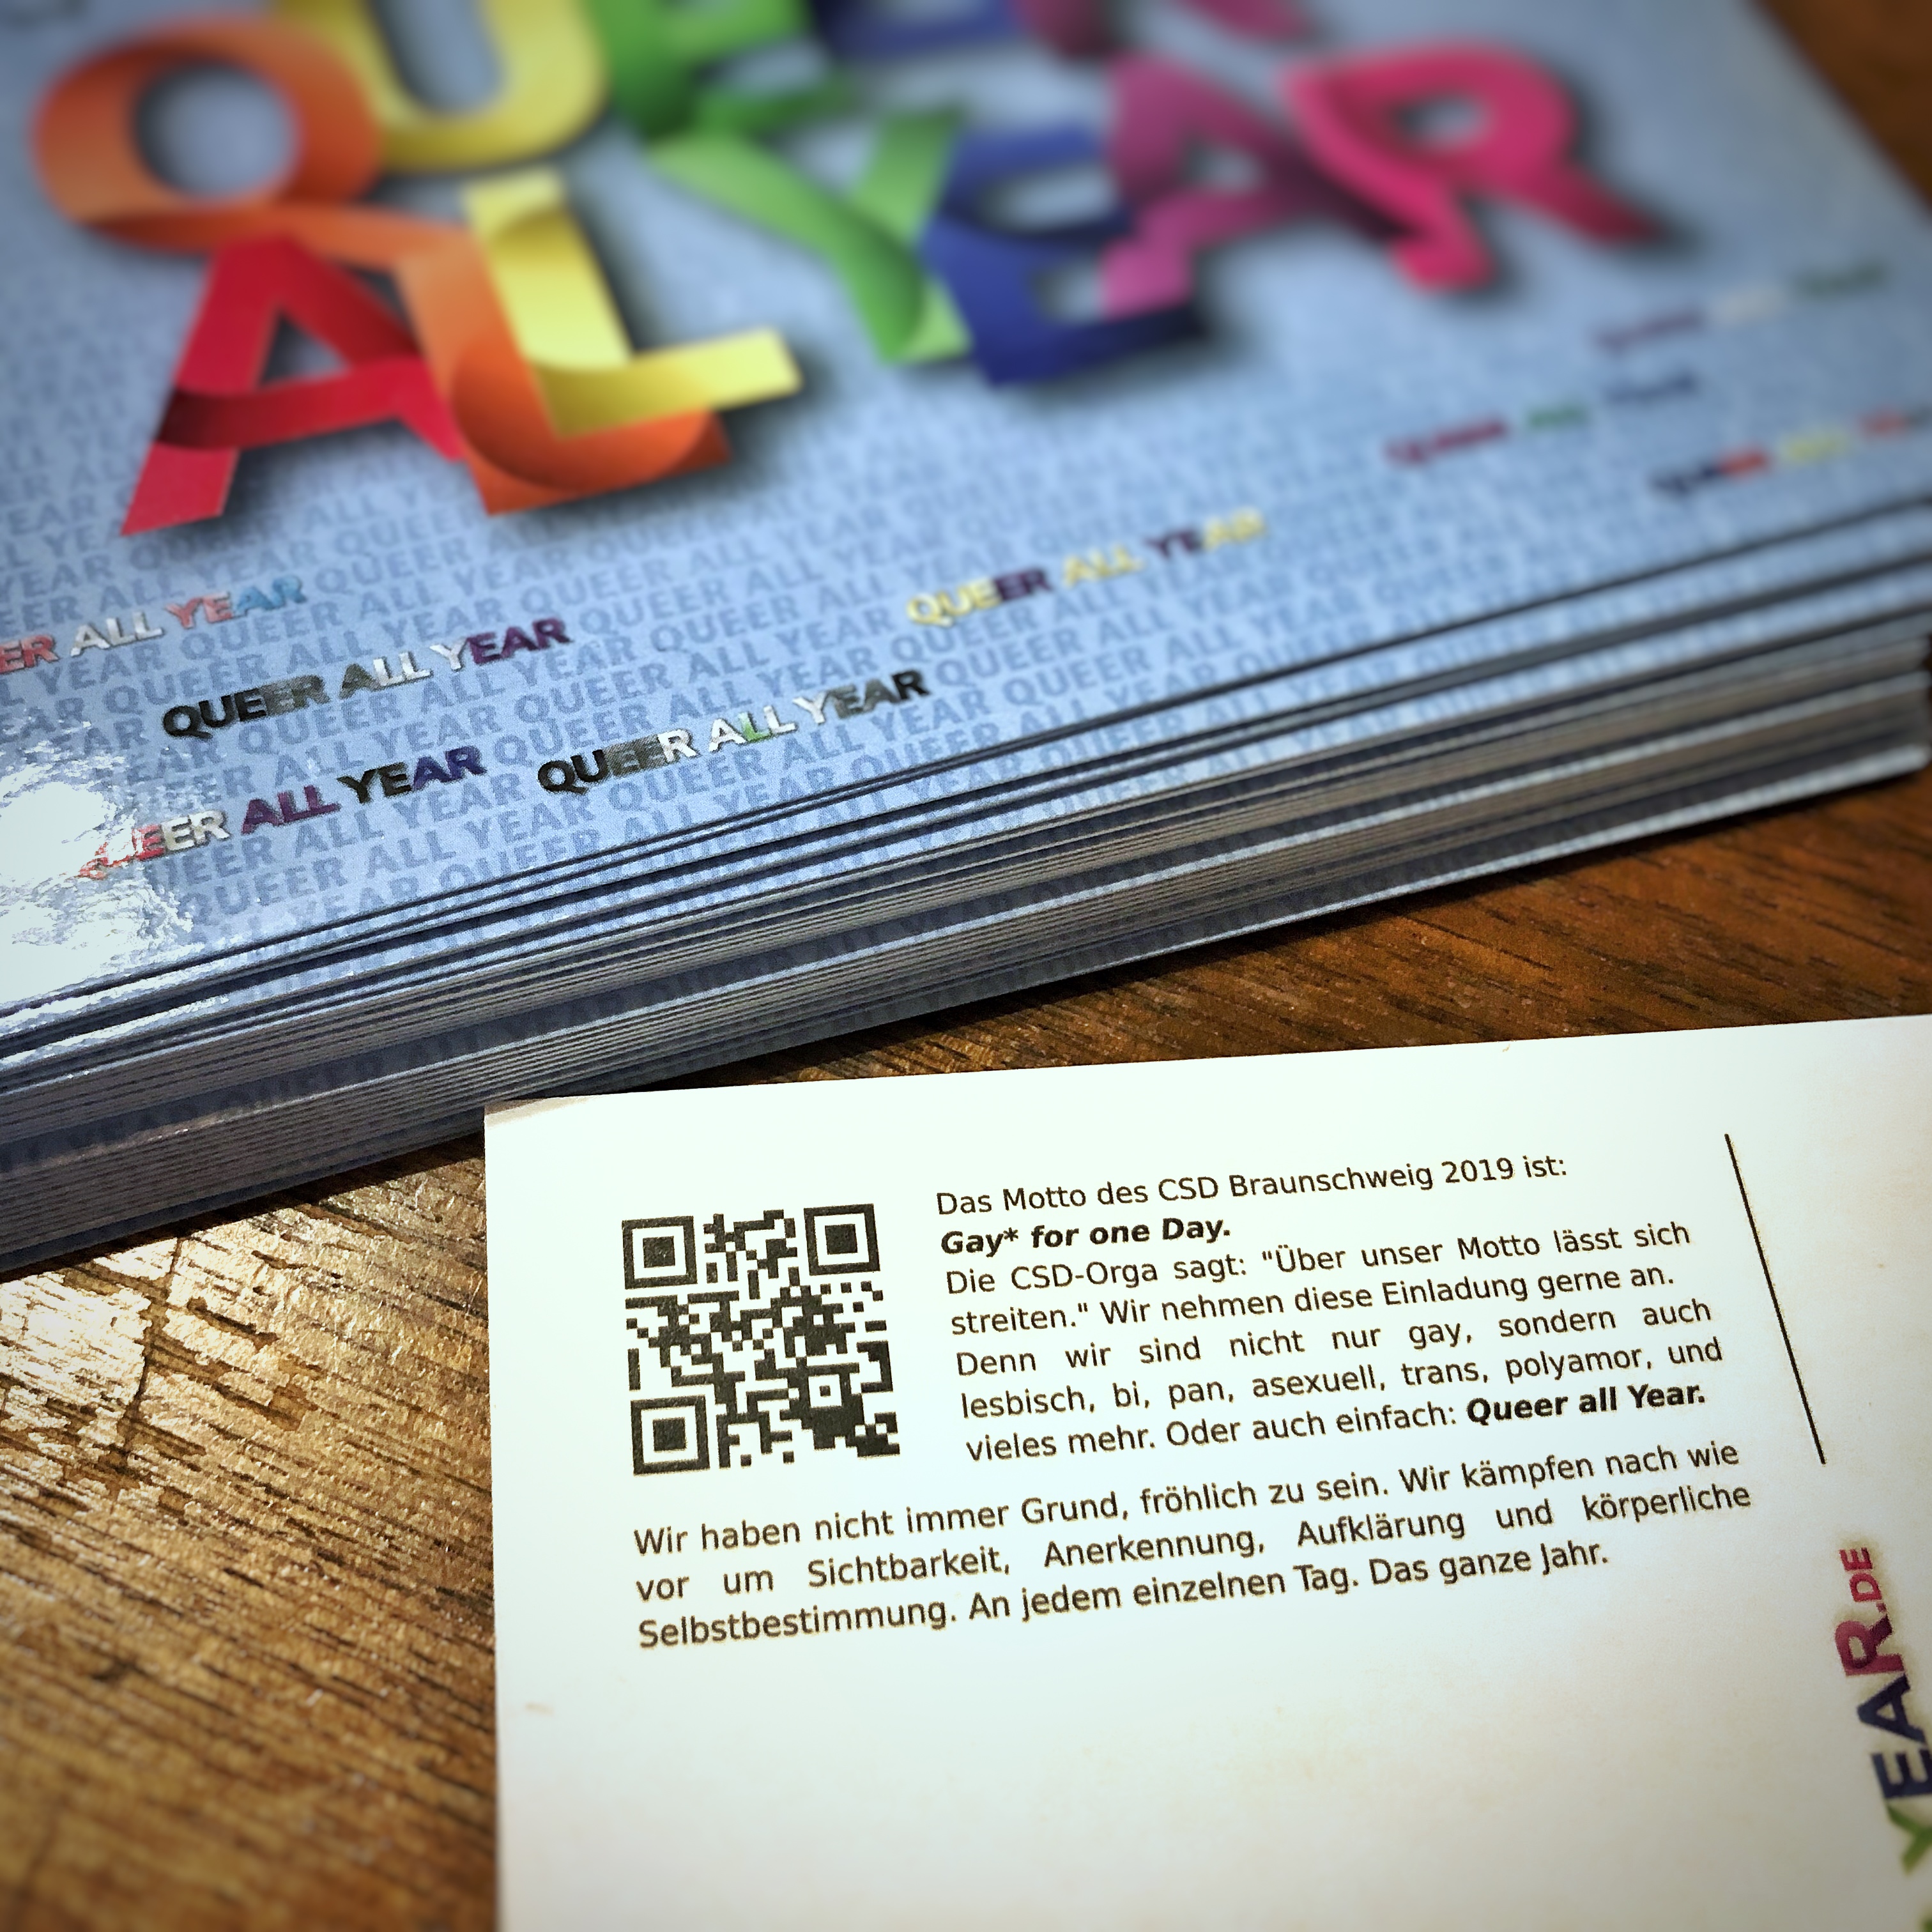 QUEER
ALL YEAR
ER ALL YEAR
QUEER ALL YEAR
QUEER ALL YEAR
QUEER ALL YEAR
QUEER ALL YEAR
Das Motto des CSD Braunschweig 2019 ist:
Gay* for one Day.
Die CSD-Orga sagt: "Über unser Motto lässt sich
streiten." Wir nehmen diese Einladung gerne an.
Denn wir sind nicht nur gay, sondern auch
lesbisch, bi, pan, asexuell, trans, polyamor, und
vieles mehr. Oder auch einfach: Queer all Year.
Wir haben nicht immer Grund, fröhlich zu sein. Wir kämpfen nach wie
vor um Sichtbarkeit, Anerkennung, Aufklärung und körperliche
Selbstbestimmung. An jedem einzelnen Tag. Das ganze Jahr.
YEAR.DE